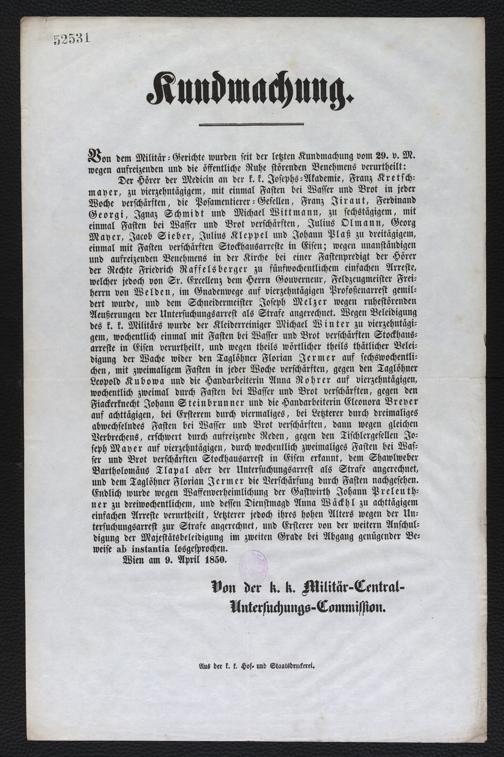 52531
Kundmachung.
Von dem Militär-Gerichte wurden seit der letzten Kundmachung vom 29. v. M.
wegen aufreizenden und die öffentliche Ruhe störenden Benehmens verurtheilt:
Der Hörer der Medicin an der k. k. Josephs-Akademie, Franz Kretsch-
mayer, zu vierzehntägigem, mit einmal Fasten bei Wasser und Brot in jeder
Woche verschärften, die Posamentierer-Gesellen, Franz Jiraut, Ferdinand
Georgi, Ignaz Schmidt und Michael Wittmann, zu sechstägigem, mit
einmal Fasten bei Wasser und Brot verschärften, Julius Olmann, Georg
Mayer, Jacob Sieber, Julius Kleppel und Johann Plaß zu dreitägigem,
einmal mit Fasten verschärften Stockhausarreste in Eisen; wegen unanständigen
und aufreizenden Benehmens in der Kirche bei einer Fastenpredigt der Hörer
der Rechte Friedrich Raffelsberger zu fünfwochentlichem einfachen Arreste,
welcher jedoch von Sr. Excellenz dem Herrn Gouverneur, Feldzeugmeister Frei-
herrn von Welden, im Gnadenwege auf vierzehntägigen Profoßenarrest gemil-
dert wurde, und dem Schneidermeister Joseph Melzer wegen ruhestörenden
Aeußerungen der Untersuchungsarrest als Strafe angerechnet. Wegen Beleidigung
des k. k. Militärs wurde der Kleiderreiniger Michael Winter zu vierzehntägi-
gem, wochentlich einmal mit Fasten bei Wasser und Brot verschärften Stockhaus-
arreste in Eisen verurtheilt, und wegen theils wörtlicher theils thätlicher Belei-
digung der Wache wider den Taglöhner Florian Jermer auf sechswochentli-
chen, mit zweimaligem Fasten in jeder Woche verschärften, gegen den Taglöhner
Leopold Kubowa und die Handarbeiterin Anna Rohrer auf vierzehntägigen,
wochentlich zweimal durch Fasten bei Wasser und Brot verschärften, gegen den
Fiackerknecht Johann Steinbrunner und die Handarbeiterin Eleonora Breyer
auf achttägigen, bei Ersterem durch viermaliges, bei Letzterer durch dreimaliges
abwechselndes Fasten bei Wasser und Brot verschärften, dann wegen gleichen
Verbrechens, erschwert durch aufreizende Reden, gegen den Tischlergesellen Jo-
seph Mayer auf vierzehntägigen, durch wochentlich zweimaliges Fasten bei Was-
ser und Brot verschärften Stockhausarrest in Eisen erkannt, dem Shawlweber
Bartholomäus Tlapal aber der Untersuchungsarrest als Strafe angerechnet,
und dem Taglöhner Florian Jermer die Verschärfung durch Fasten nachgesehen.
Endlich wurde wegen Waffenverheimlichung der Gastwirth Johann Preleuth-
ner zu dreiwochentlichem, und dessen Dienstmagd Anna Wächl zu achttägigem
einfachen Arreste verurtheilt, Letzterer jedoch ihres hohen Alters wegen der Un-
tersuchungsarrest zur Strafe angerechnet, und Ersterer von der weitern Anschul-
digung der Majestätsbeleidigung im zweiten Grade bei Abgang genügender Be-
weise ab instantia losgesprochen.
Wien am 9. April 1850.
Von der k. k. Militär-Central-
Untersuchungs-Commission.
Aus der k. k. Hof- und Staatsdruckerei.